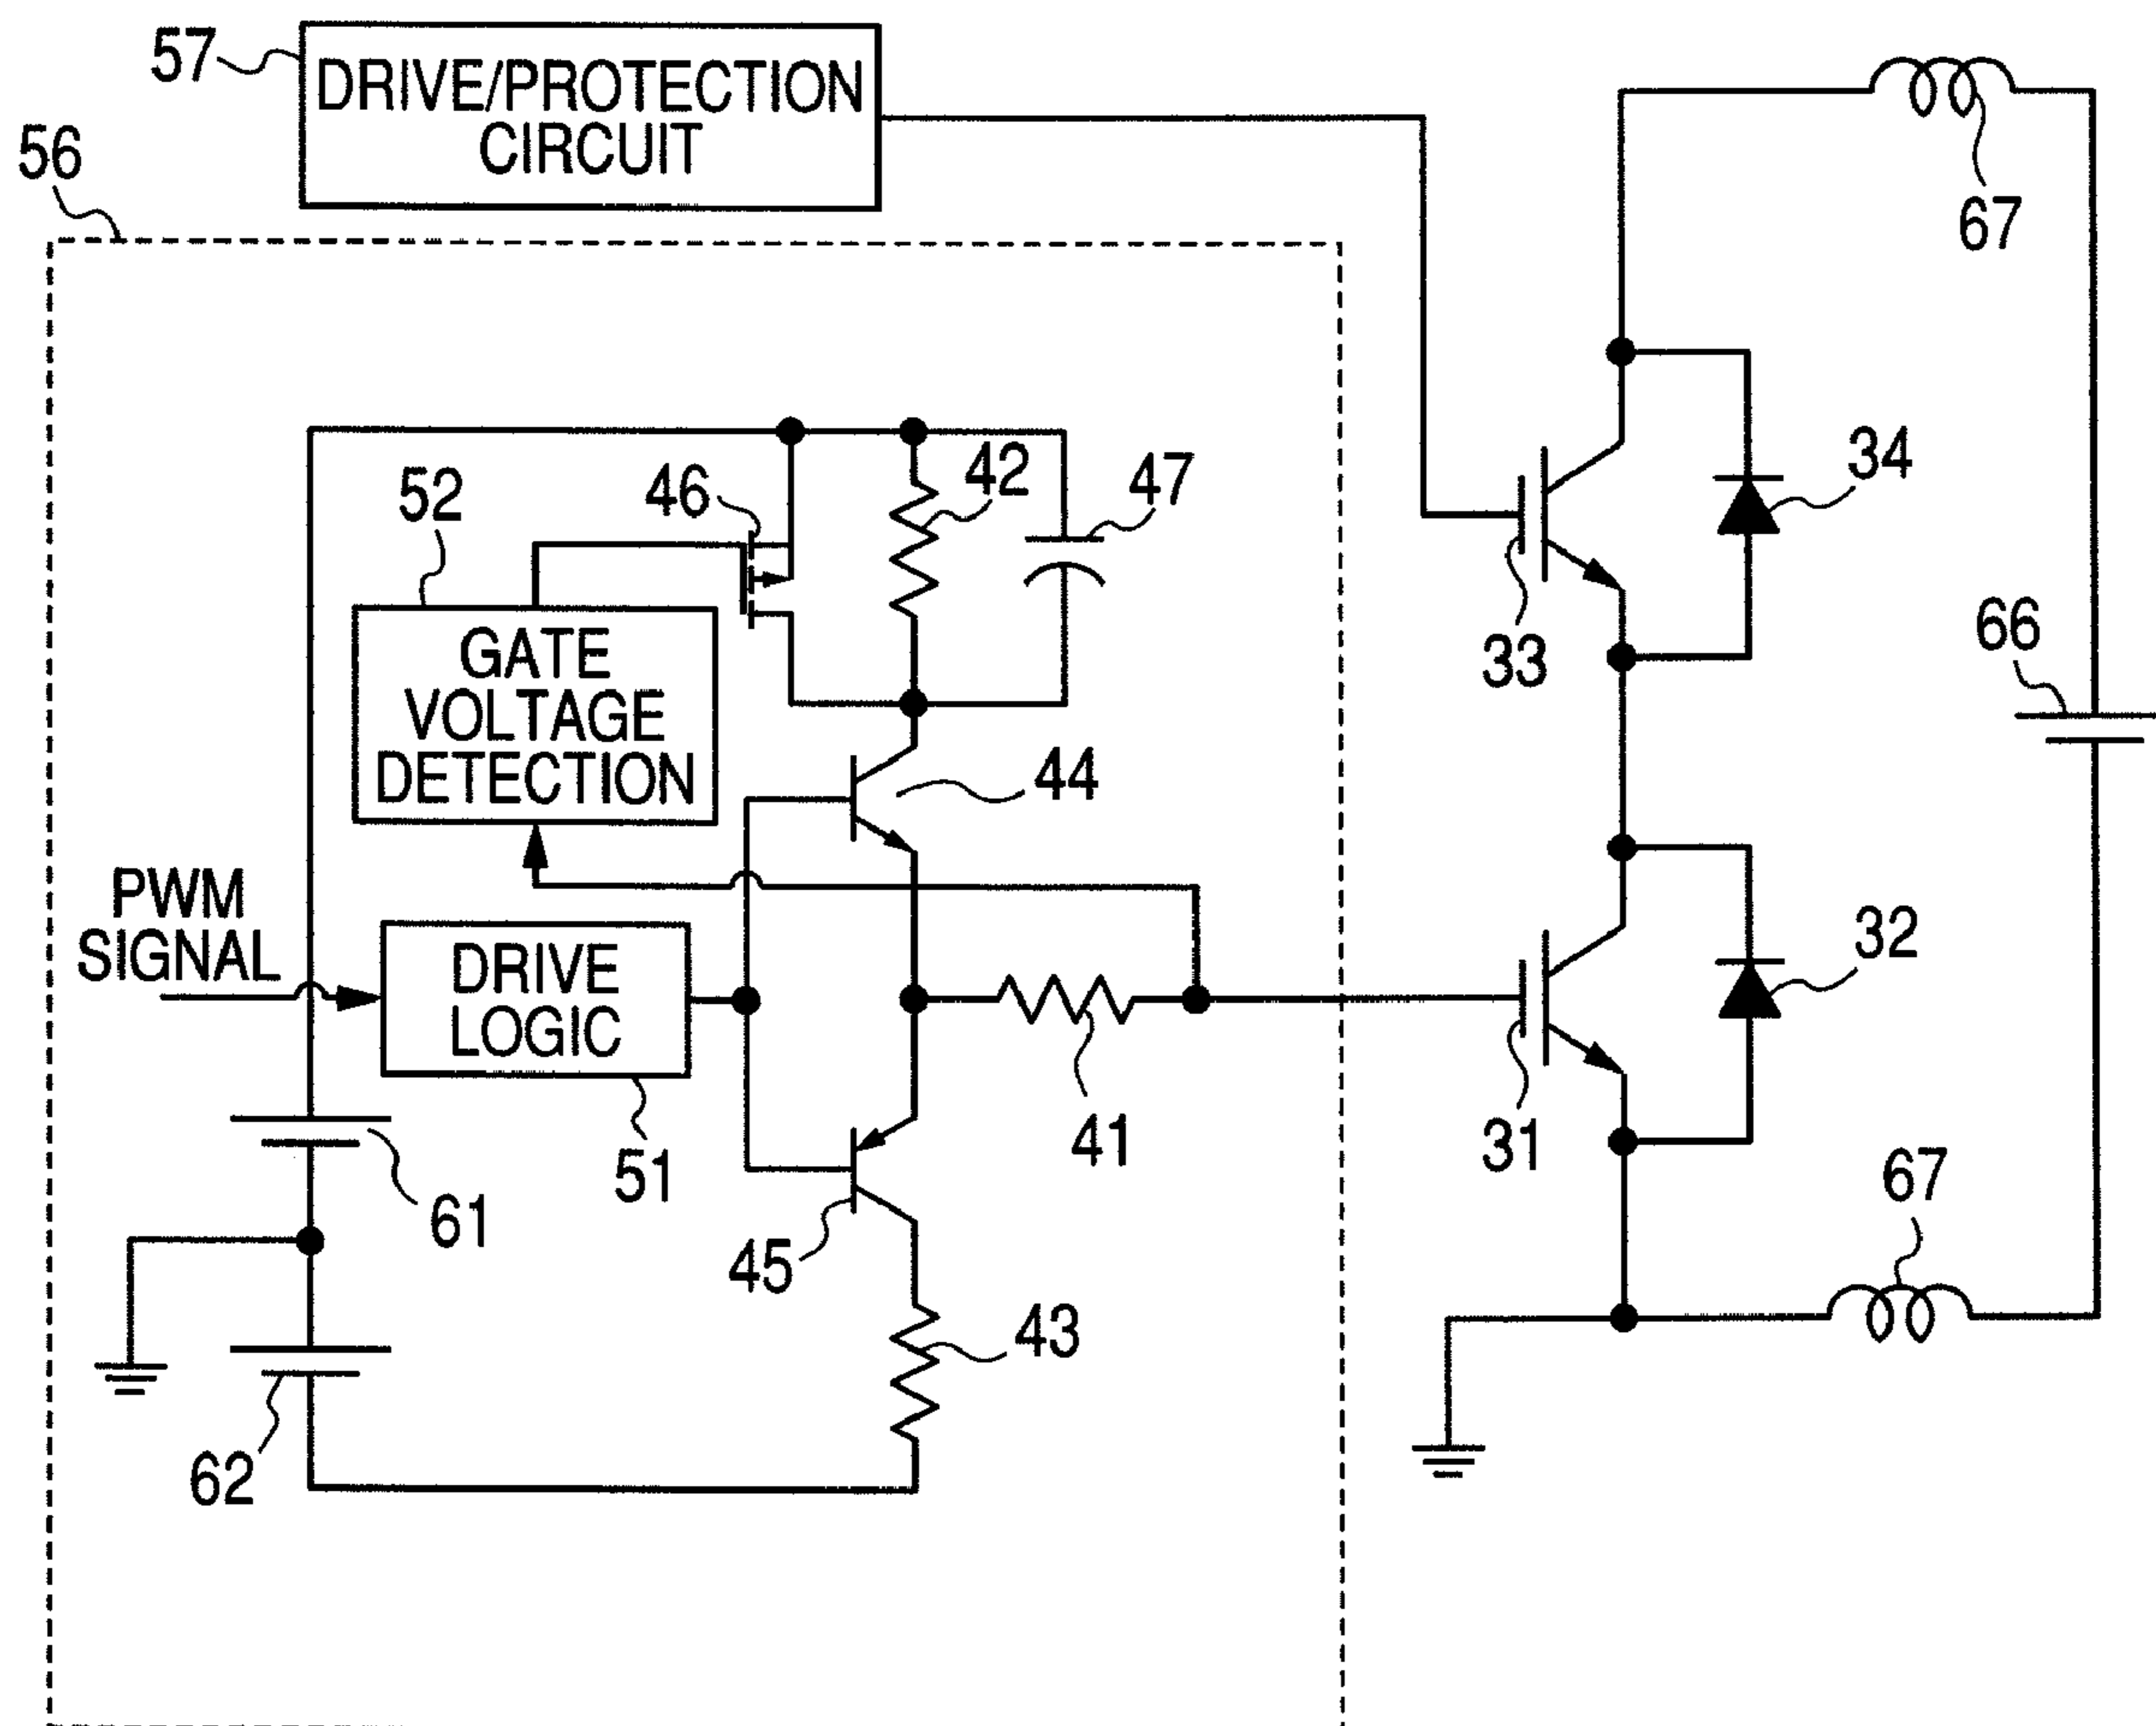 57
DRIVE/PROTECTION
CIRCUIT
56
67
52
46
42
47
34
GATE
VOLTAGE
DETECTION
33
66
44
PWM
SIGNAL
DRIVE
LOGIC
32
51
41
31
61
45
67
62
43